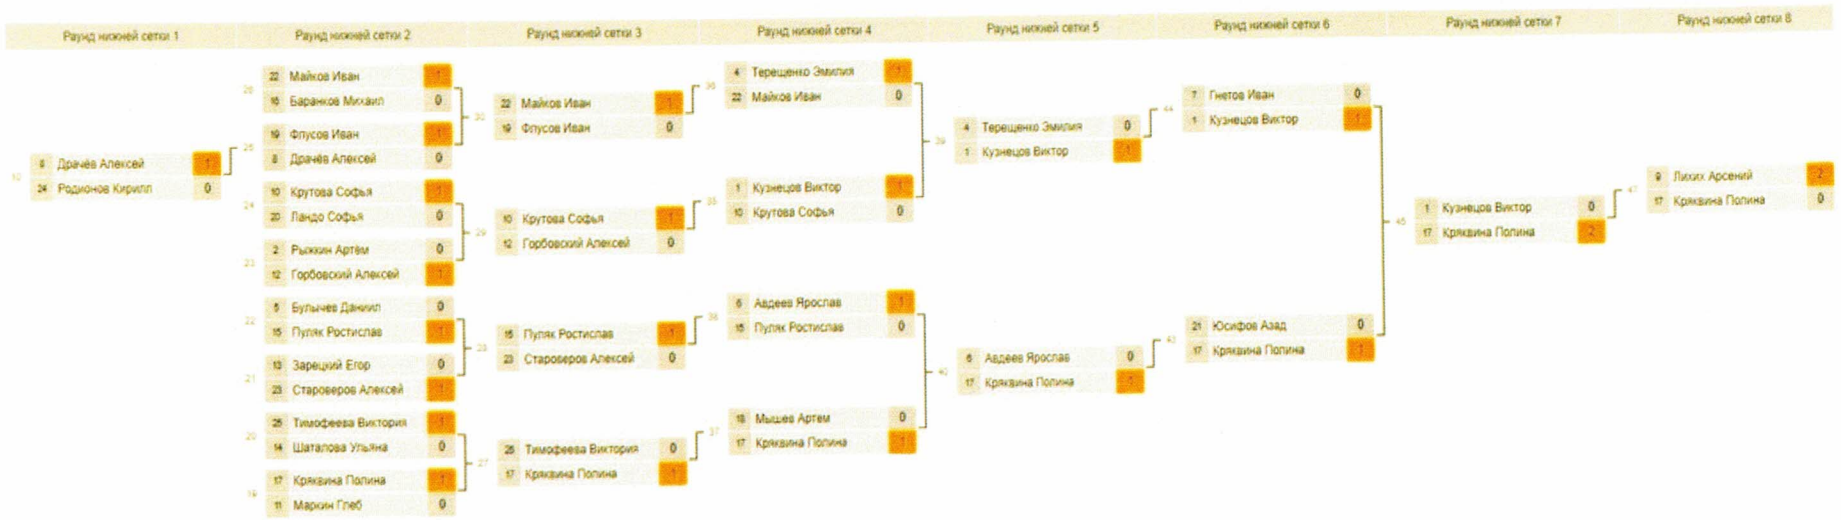 Раунд нижней сетки 1
Раунд нижней сетки 2
Раунд нижней сетки 3
Раунд нижней сетки 4
Раунд нижней сетки 5
Раунд нижней сетки 6
Раунд нижней сетки 7
Раунд нижней сетки 8
8 Драчёв Алексей 1
24 Родионов Кирилл 0
22 Майков Иван 1
16 Баранков Михаил 0
19 Флусов Иван 1
8 Драчёв Алексей 0
10 Крутова Софья 1
20 Ландо Софья 0
2 Рыжкин Артём 0
12 Горбовский Алексей 1
5 Булычев Даниил 0
15 Пуляк Ростислав 1
13 Зарецкий Егор 0
23 Староверов Алексей 1
25 Тимофеева Виктория 1
14 Шаталова Ульяна 0
17 Кряквина Полина 1
11 Маркин Глеб 0
22 Майков Иван 1
19 Флусов Иван 0
10 Крутова Софья 1
12 Горбовский Алексей 0
15 Пуляк Ростислав 1
23 Староверов Алексей 0
25 Тимофеева Виктория 0
17 Кряквина Полина 1
4 Терещенко Эмилия 1
22 Майков Иван 0
1 Кузнецов Виктор 1
10 Крутова Софья 0
6 Авдеев Ярослав 1
15 Пуляк Ростислав 0
18 Мышев Артем 0
17 Кряквина Полина 1
4 Терещенко Эмилия 0
1 Кузнецов Виктор 1
6 Авдеев Ярослав 0
17 Кряквина Полина 1
7 Гнетов Иван 0
1 Кузнецов Виктор 1
21 Юсифов Азад 0
17 Кряквина Полина 1
1 Кузнецов Виктор 0
17 Кряквина Полина 2
9 Лихих Арсений 2
17 Кряквина Полина 0